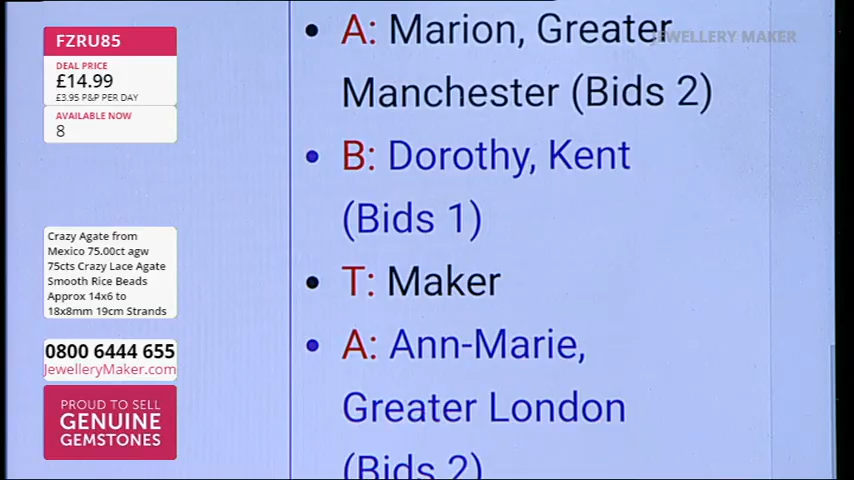 FZRU85
DEAL PRICE
£14.99
£3.95 P&P PER DAY
AVAILABLE NOW
8
Crazy Agate from
Mexico 75.00ct agw
75cts Crazy Lace Agate
Smooth Rice Beads
Approx 14x6 to
18x8mm 19cm Strands
0800 6444 655
JewelleryMaker.com
PROUD TO SELL
GENUINE
GEMSTONES
JEWELLERY MAKER
• A: Marion, Greater
Manchester (Bids 2)
• B: Dorothy, Kent
(Bids 1)
• T: Maker
• A: Ann-Marie,
Greater London
(Bids 2)